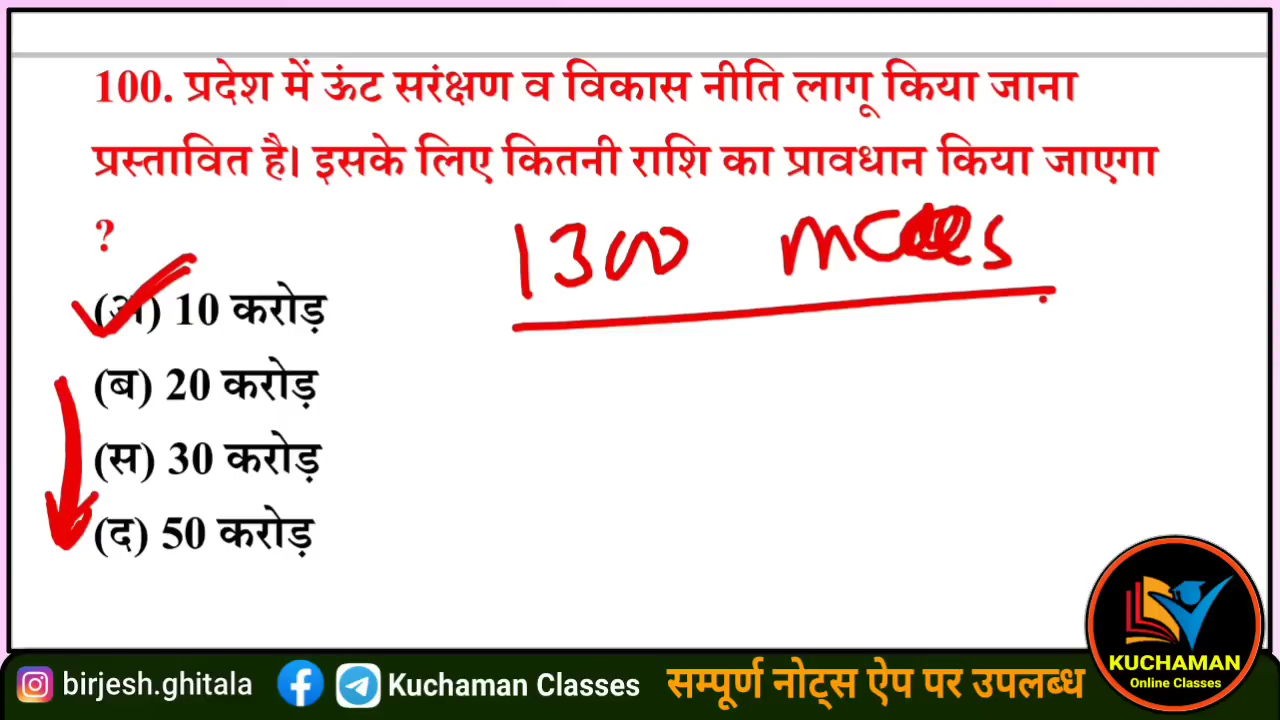 100. प्रदेश में ऊंट सरंक्षण व विकास नीति लागू किया जाना
प्रस्तावित है। इसके लिए कितनी राशि का प्रावधान किया जाएगा
?
1300 mcqs
(अ) 10 करोड़
(ब) 20 करोड़
(स) 30 करोड़
(द) 50 करोड़
KUCHAMAN
Online Classes
birjesh.ghitala
Kuchaman Classes
सम्पूर्ण नोट्स ऐप पर उपलब्ध